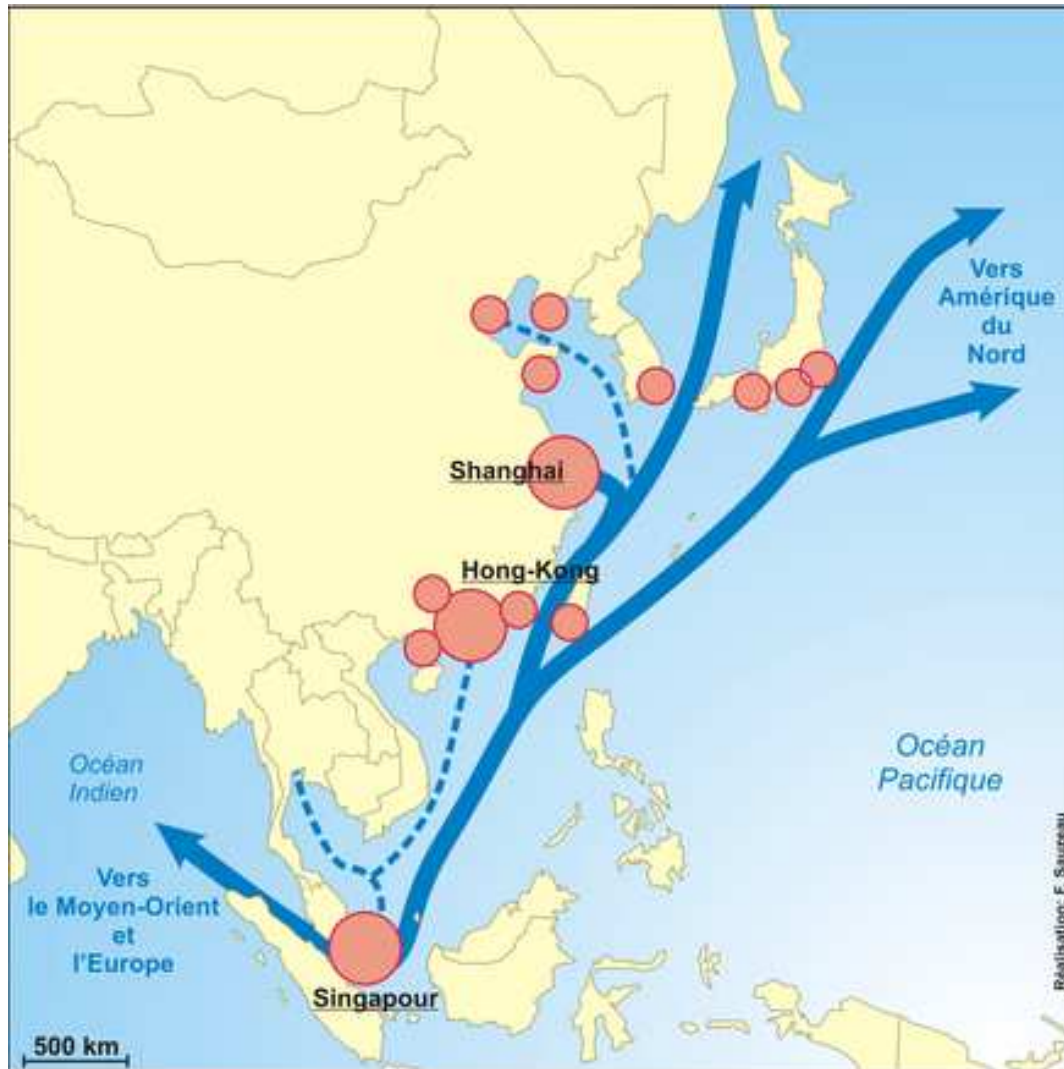 Vers
Amérique
du
Nord
Shanghai
Hong-Kong
Océan
Pacifique
Océan
Indien
Vers
le Moyen-Orient
et
l'Europe
Singapour
500 km
Réalisation: F. Saureau